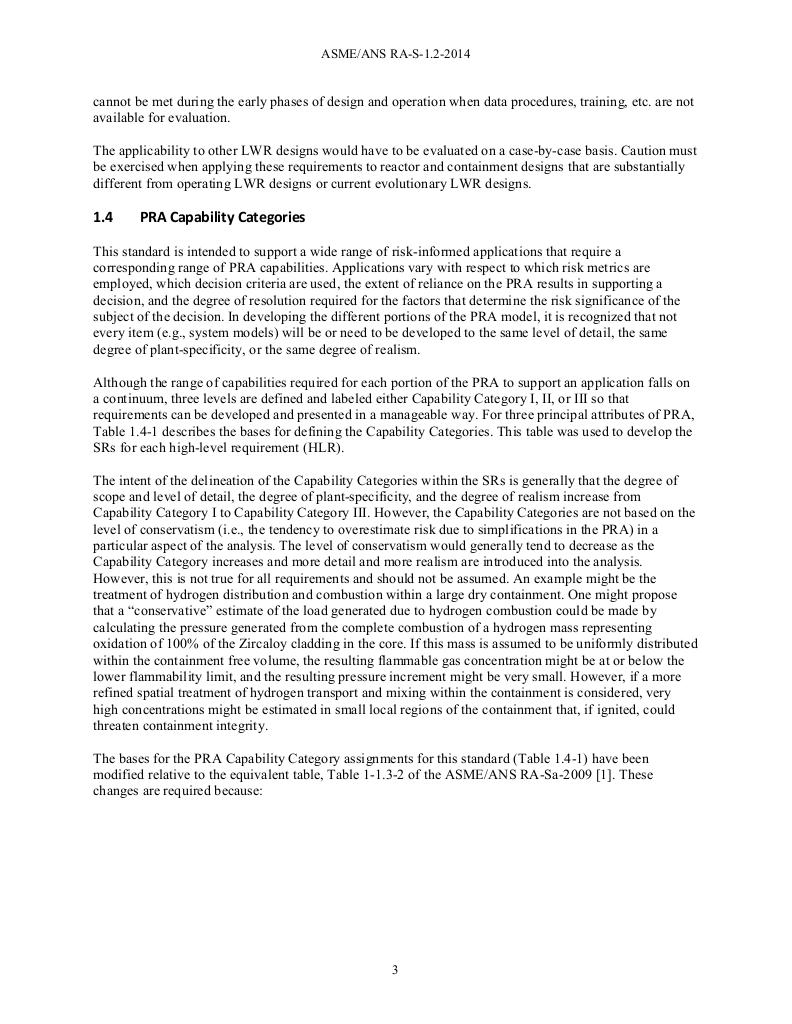 ASME/ANS RA-S-1.2-2014
cannot be met during the early phases of design and operation when data procedures, training, etc. are not
available for evaluation.
The applicability to other LWR designs would have to be evaluated on a case-by-case basis. Caution must
be exercised when applying these requirements to reactor and containment designs that are substantially
different from operating LWR designs or current evolutionary LWR designs.
1.4 PRA Capability Categories
This standard is intended to support a wide range of risk-informed applications that require a
corresponding range of PRA capabilities. Applications vary with respect to which risk metrics are
employed, which decision criteria are used, the extent of reliance on the PRA results in supporting a
decision, and the degree of resolution required for the factors that determine the risk significance of the
subject of the decision. In developing the different portions of the PRA model, it is recognized that not
every item (e.g., system models) will be or need to be developed to the same level of detail, the same
degree of plant-specificity, or the same degree of realism.
Although the range of capabilities required for each portion of the PRA to support an application falls on
a continuum, three levels are defined and labeled either Capability Category I, II, or III so that
requirements can be developed and presented in a manageable way. For three principal attributes of PRA,
Table 1.4-1 describes the bases for defining the Capability Categories. This table was used to develop the
SRs for each high-level requirement (HLR).
The intent of the delineation of the Capability Categories within the SRs is generally that the degree of
scope and level of detail, the degree of plant-specificity, and the degree of realism increase from
Capability Category I to Capability Category III. However, the Capability Categories are not based on the
level of conservatism (i.e., the tendency to overestimate risk due to simplifications in the PRA) in a
particular aspect of the analysis. The level of conservatism would generally tend to decrease as the
Capability Category increases and more detail and more realism are introduced into the analysis.
However, this is not true for all requirements and should not be assumed. An example might be the
treatment of hydrogen distribution and combustion within a large dry containment. One might propose
that a “conservative” estimate of the load generated due to hydrogen combustion could be made by
calculating the pressure generated from the complete combustion of a hydrogen mass representing
oxidation of 100% of the Zircaloy cladding in the core. If this mass is assumed to be uniformly distributed
within the containment free volume, the resulting flammable gas concentration might be at or below the
lower flammability limit, and the resulting pressure increment might be very small. However, if a more
refined spatial treatment of hydrogen transport and mixing within the containment is considered, very
high concentrations might be estimated in small local regions of the containment that, if ignited, could
threaten containment integrity.
The bases for the PRA Capability Category assignments for this standard (Table 1.4-1) have been
modified relative to the equivalent table, Table 1-1.3-2 of the ASME/ANS RA-Sa-2009 [1]. These
changes are required because:
3